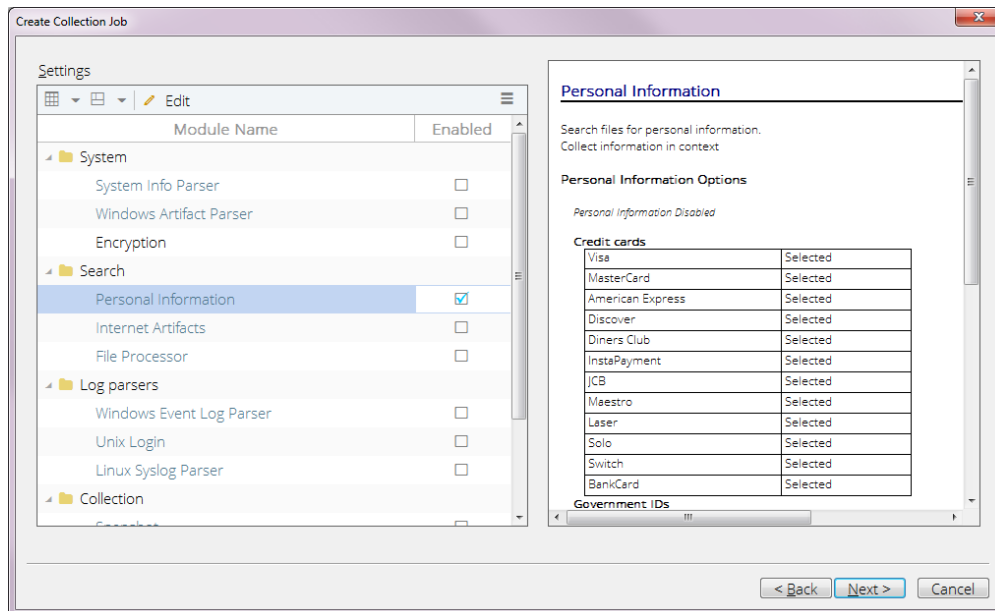 Create Collection Job
Settings
Edit
Module Name Enabled
System
System Info Parser
Windows Artifact Parser
Encryption
Search
Personal Information
Internet Artifacts
File Processor
Log parsers
Windows Event Log Parser
Unix Login
Linux Syslog Parser
Collection
Snapshot
Personal Information
Search files for personal information.
Collect information in context
Personal Information Options
Personal Information Disabled
Credit cards
Visa Selected
MasterCard Selected
American Express Selected
Discover Selected
Diners Club Selected
InstaPayment Selected
JCB Selected
Maestro Selected
Laser Selected
Solo Selected
Switch Selected
BankCard Selected
Government IDs
< Back Next > Cancel